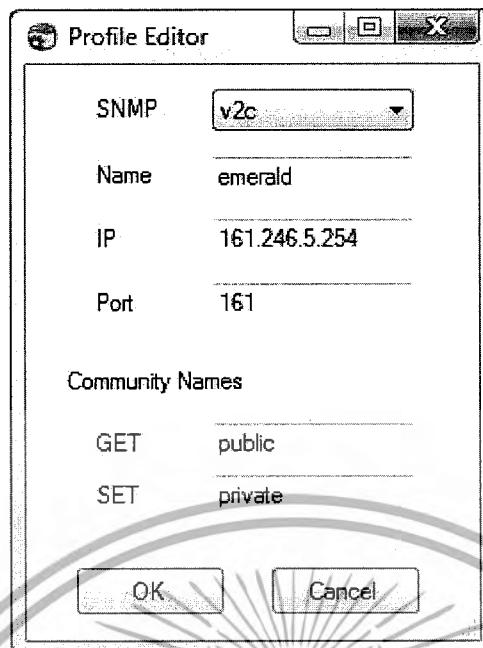 Profile Editor
SNMP v2c
Name emerald
IP 161.246.5.254
Port 161
Community Names
GET public
SET private
OK Cancel